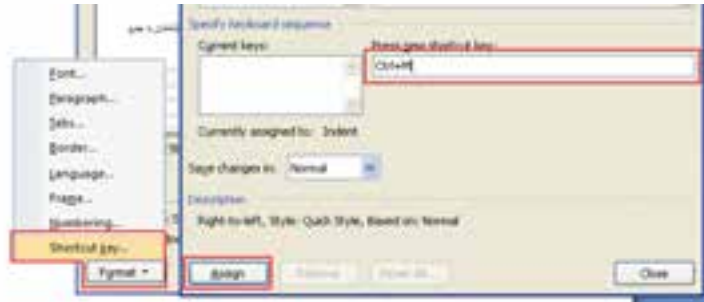 Specify keyboard sequence
Current keys:
Press new shortcut key:
Ctrl+M
Currently assigned to: Indent
Save changes in: Normal
Description
Right-to-left, Style: Quick Style, Based on: Normal
Assign
Remove
Reset All...
Close
Font...
Paragraph...
Tabs...
Border...
Language...
Frame...
Numbering...
Shortcut key...
Format